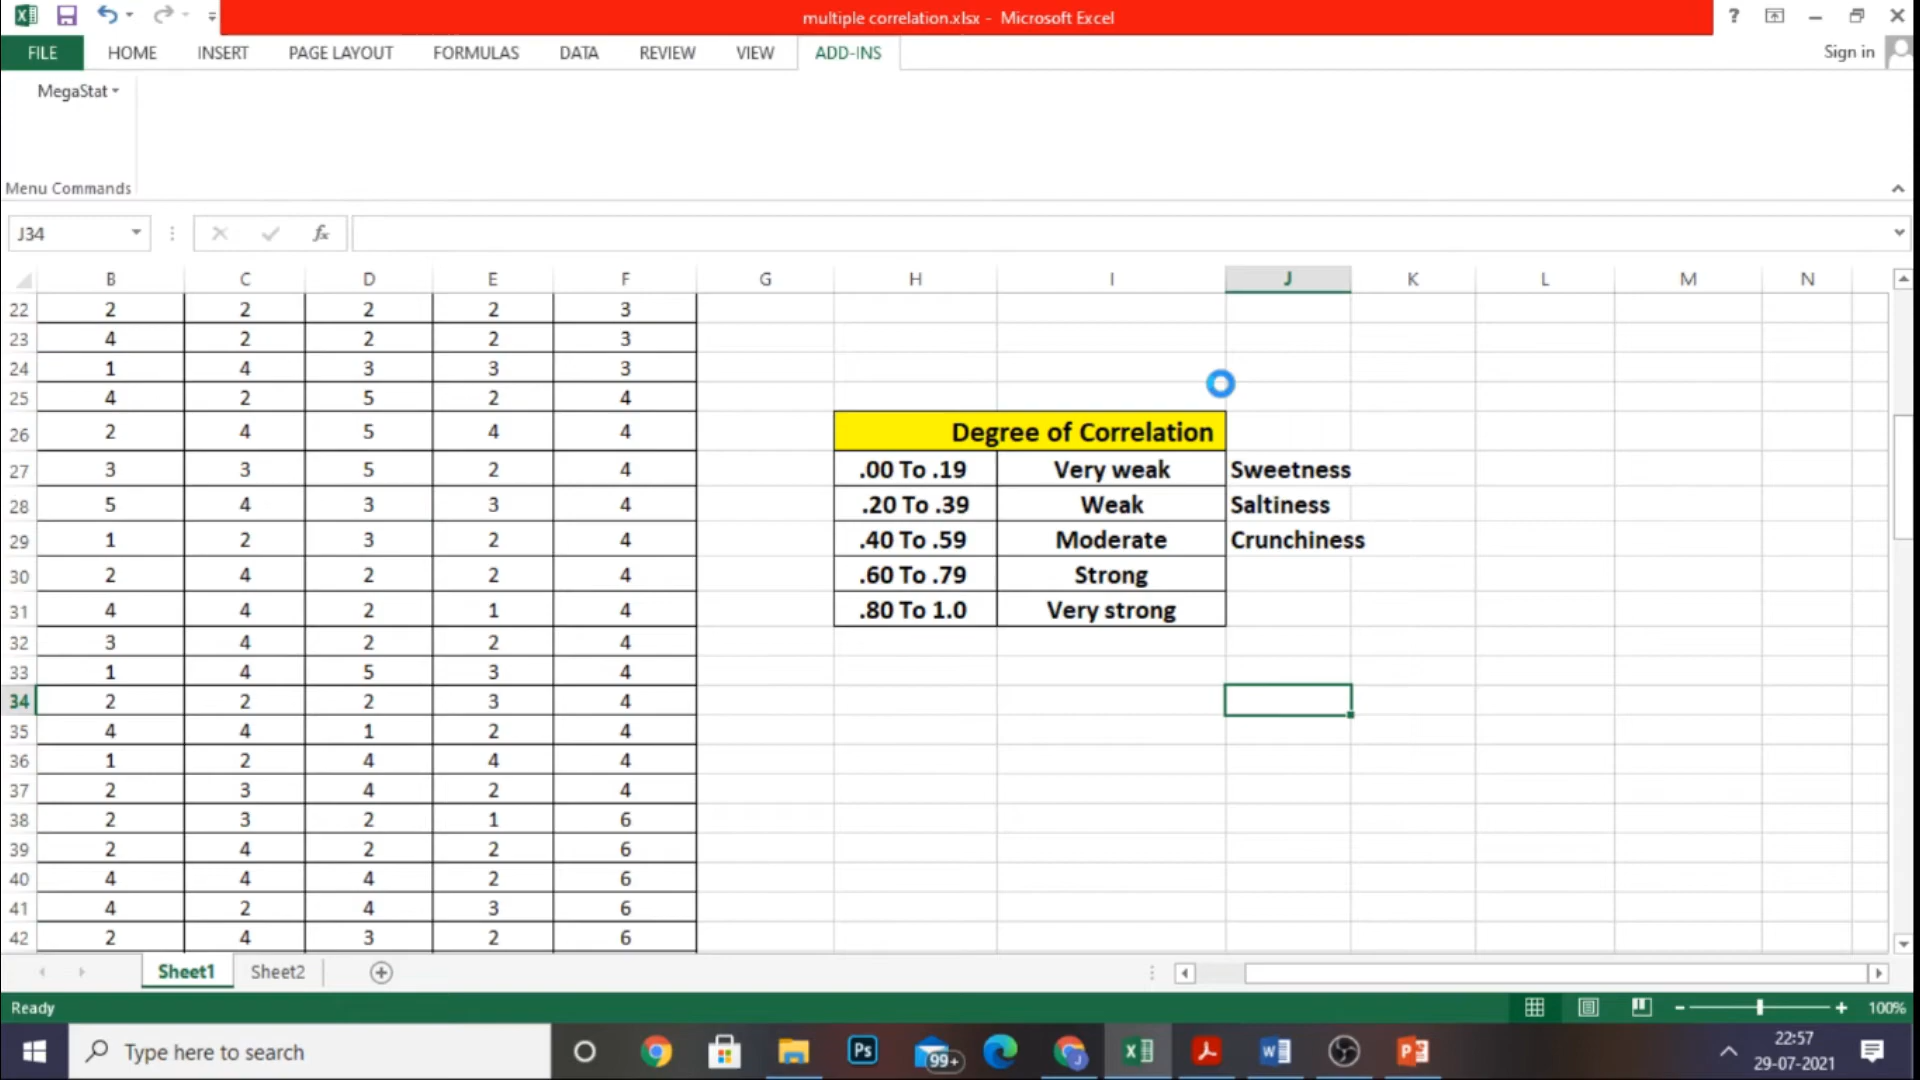 multiple correlation.xlsx - Microsoft Excel
?
FILE HOME INSERT PAGE LAYOUT FORMULAS DATA REVIEW VIEW ADD-INS Sign in
MegaStat
Menu Commands
J34 fx
B C D E F G H I J K L M N
22 2 2 2 2 3
23 4 2 2 2 3
24 1 4 3 3 3
25 4 2 5 2 4
26 2 4 5 4 4 Degree of Correlation
27 3 3 5 2 4 .00 To .19 Very weak Sweetness
28 5 4 3 3 4 .20 To .39 Weak Saltiness
29 1 2 3 2 4 .40 To .59 Moderate Crunchiness
30 2 4 2 2 4 .60 To .79 Strong
31 4 4 2 1 4 .80 To 1.0 Very strong
32 3 4 2 2 4
33 1 4 5 3 4
34 2 2 2 3 4
35 4 4 1 2 4
36 1 2 4 4 4
37 2 3 4 2 4
38 2 3 2 1 6
39 2 4 2 2 6
40 4 4 4 2 6
41 4 2 4 3 6
42 2 4 3 2 6
Sheet1 Sheet2
Ready 100%
Type here to search Ps 99+ 22:57
29-07-2021